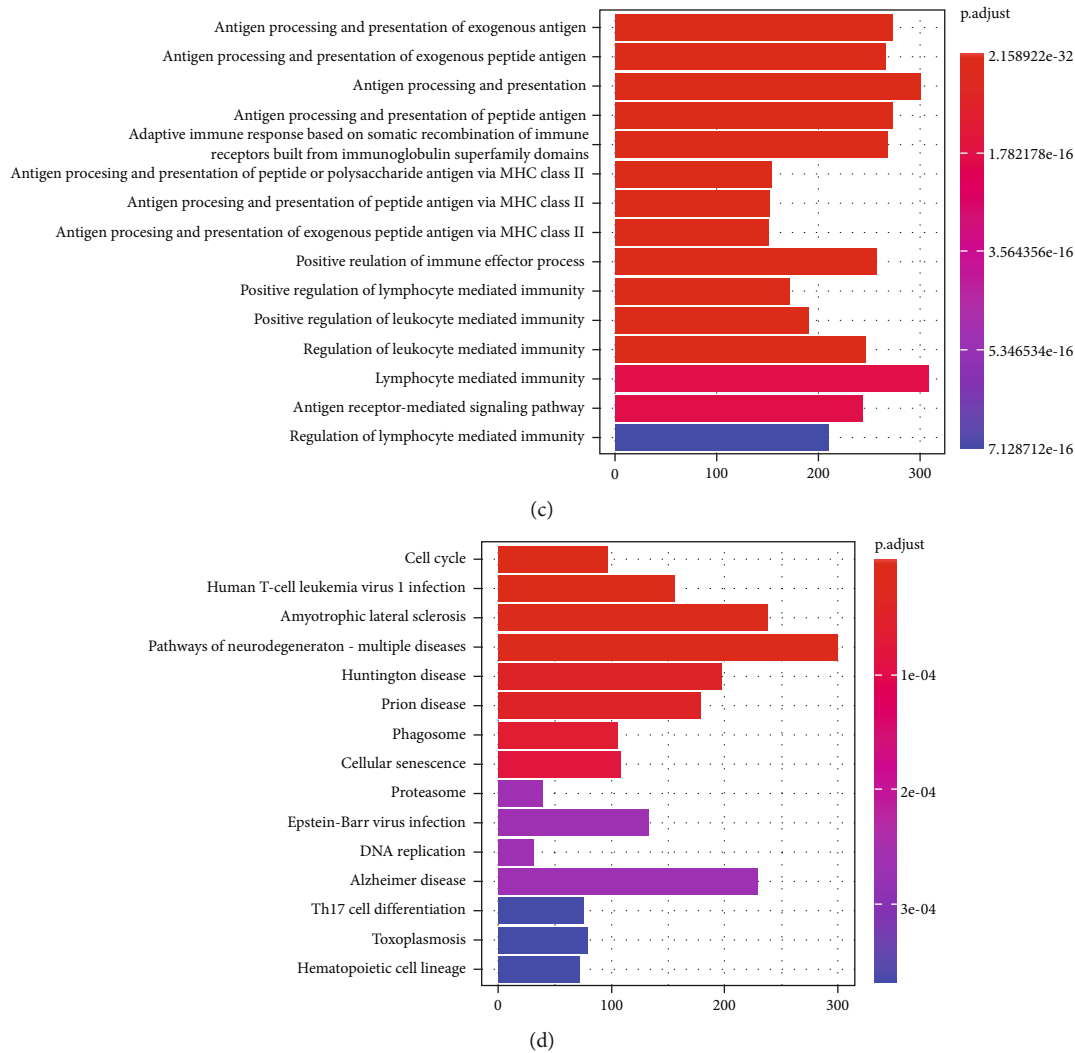 p.adjust
Antigen processing and presentation of exogenous antigen
Antigen processing and presentation of exogenous peptide antigen
Antigen processing and presentation
Antigen processing and presentation of peptide antigen
Adaptive immune response based on somatic recombination of immune
receptors built from immunoglobulin superfamily domains
Antigen procesing and presentation of peptide or polysaccharide antigen via MHC class II
Antigen procesing and presentation of peptide antigen via MHC class II
Antigen procesing and presentation of exogenous peptide antigen via MHC class II
Positive reulation of immune effector process
Positive regulation of lymphocyte mediated immunity
Positive regulation of leukocyte mediated immunity
Regulation of leukocyte mediated immunity
Lymphocyte mediated immunity
Antigen receptor-mediated signaling pathway
Regulation of lymphocyte mediated immunity
0 100 200 300
2.158922e-32
1.782178e-16
3.564356e-16
5.346534e-16
7.128712e-16
(c)
p.adjust
Cell cycle
Human T-cell leukemia virus 1 infection
Amyotrophic lateral sclerosis
Pathways of neurodegeneraton - multiple diseases
Huntington disease
Prion disease
Phagosome
Cellular senescence
Proteasome
Epstein-Barr virus infection
DNA replication
Alzheimer disease
Th17 cell differentiation
Toxoplasmosis
Hematopoietic cell lineage
0 100 200 300
1e-04
2e-04
3e-04
(d)